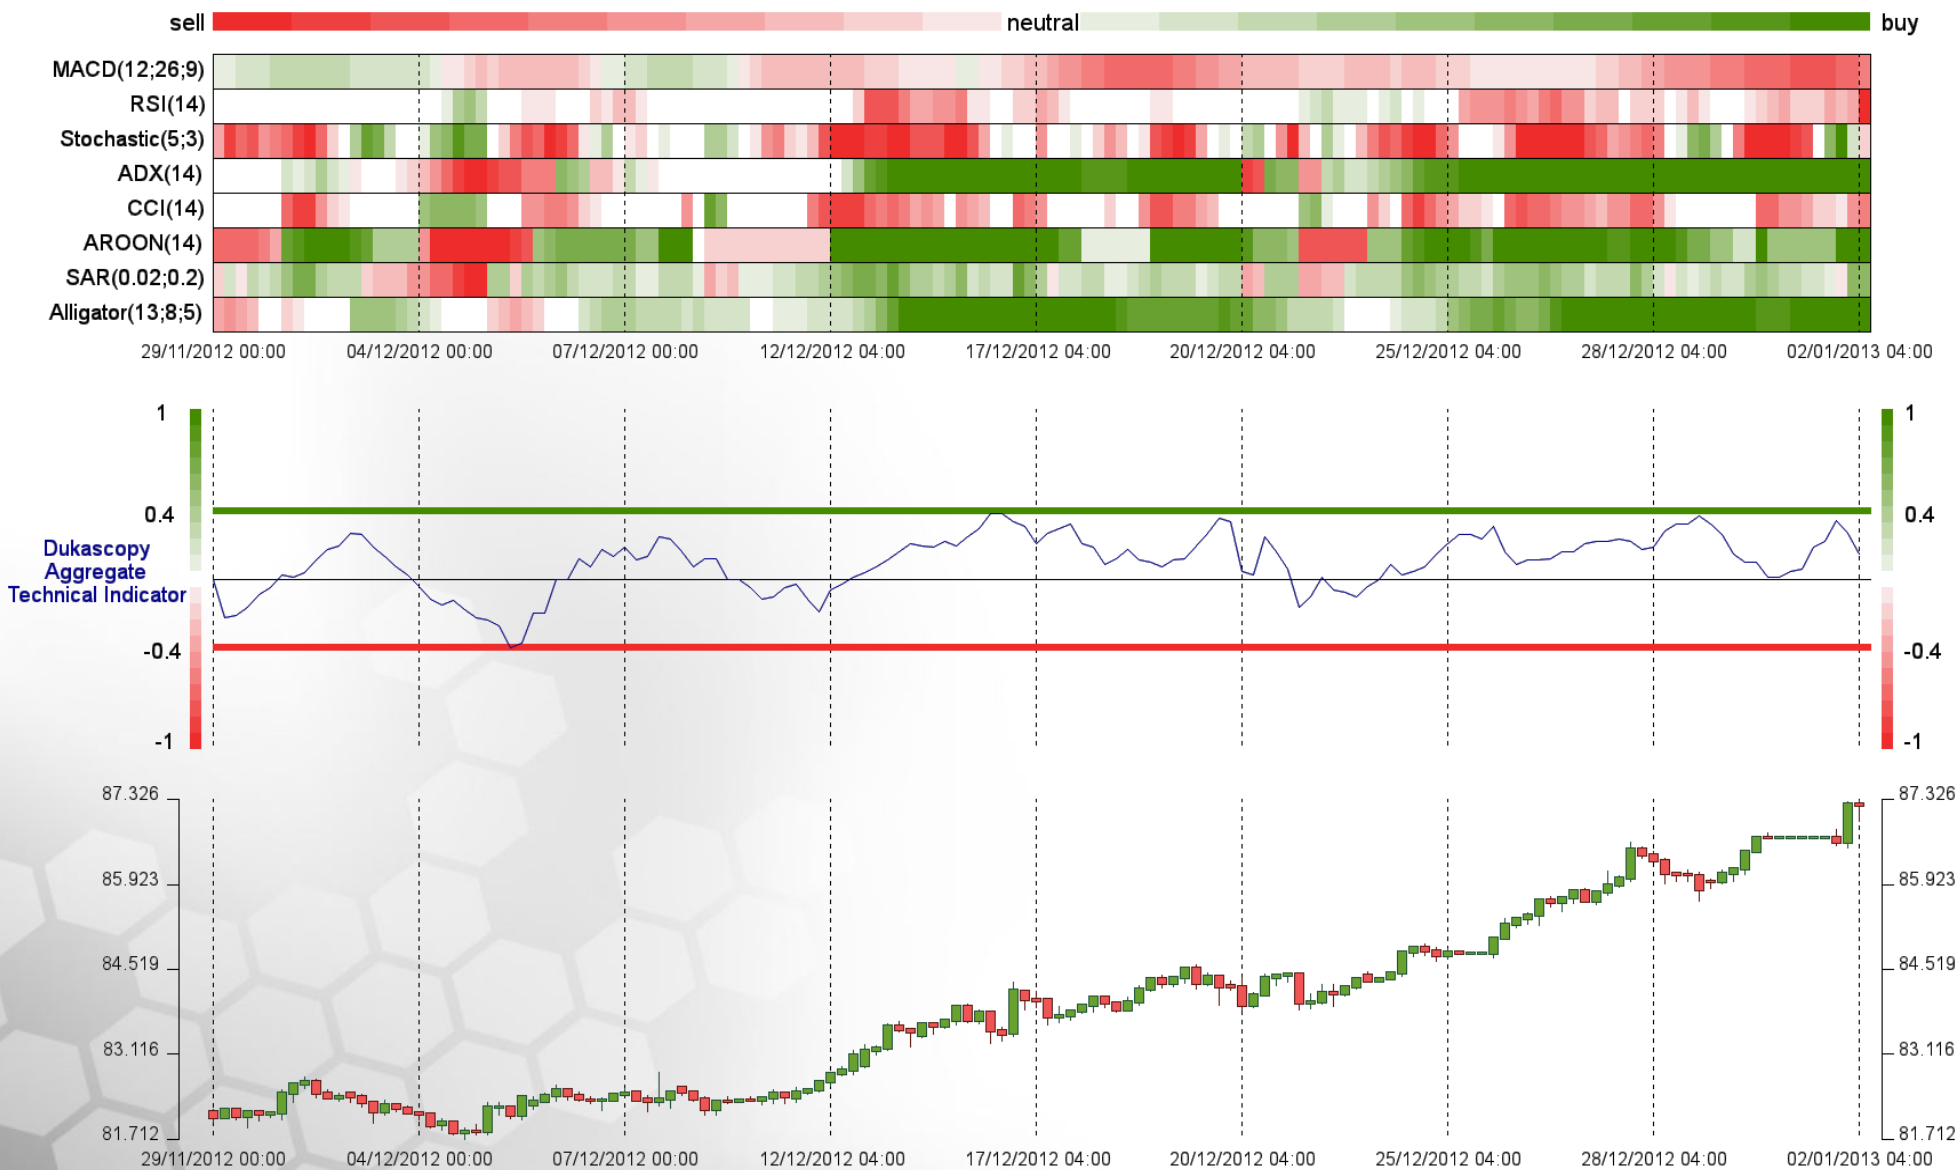 sell neutral buy
MACD(12;26;9)
RSI(14)
Stochastic(5;3)
ADX(14)
CCI(14)
AROON(14)
SAR(0.02;0.2)
Alligator(13;8;5)
29/11/2012 00:00 04/12/2012 00:00 07/12/2012 00:00 12/12/2012 04:00 17/12/2012 04:00 20/12/2012 04:00 25/12/2012 04:00 28/12/2012 04:00 02/01/2013 04:00
1 1
0.4 0.4
Dukascopy
Aggregate
Technical Indicator
-0.4 -0.4
-1 -1
87.326 87.326
85.923 85.923
84.519 84.519
83.116 83.116
81.712 81.712
29/11/2012 00:00 04/12/2012 00:00 07/12/2012 00:00 12/12/2012 04:00 17/12/2012 04:00 20/12/2012 04:00 25/12/2012 04:00 28/12/2012 04:00 02/01/2013 04:00